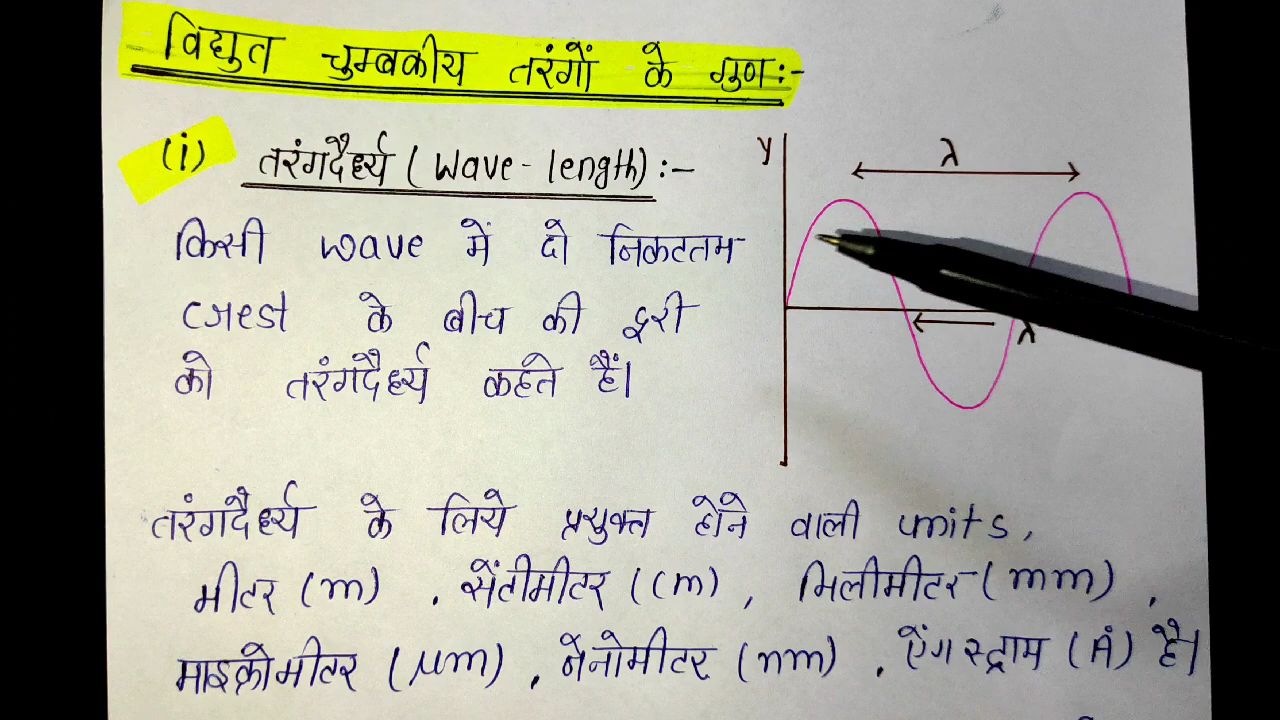 विद्युत चुम्बकीय तरंगों के गुण:-
(i) तरंगदैर्ध्य (Wave-length):-
y
λ
किसी wave में दो निकटतम
crest के बीच की दूरी
λ
को तरंगदैर्ध्य कहते हैं।
तरंगदैर्ध्य के लिये प्रयुक्त होने वाली units,
मीटर (m) , सेंटीमीटर (cm), मिलीमीटर (mm) ,
माइक्रोमीटर (μm) , नैनोमीटर (nm) , ऐंगस्ट्राम (Å) है।